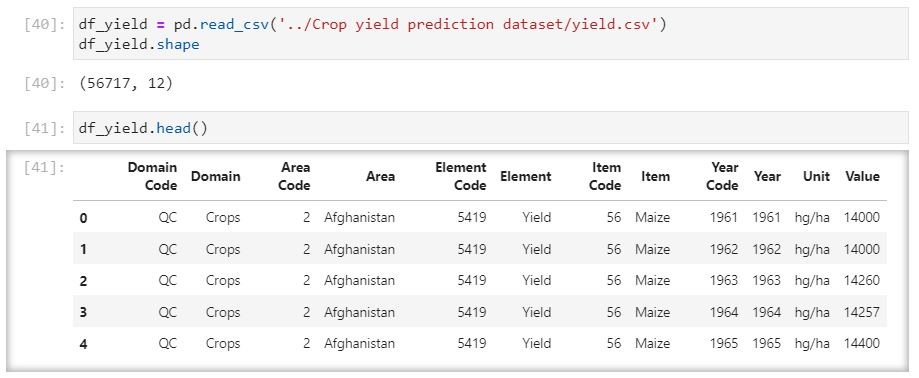 [40]: df_yield = pd.read_csv('../Crop yield prediction dataset/yield.csv')
df_yield.shape
[40]: (56717, 12)
[41]: df_yield.head()
[41]: Domain Code Domain Area Code Area Element Code Element Item Code Item Year Code Year Unit Value
0 QC Crops 2 Afghanistan 5419 Yield 56 Maize 1961 1961 hg/ha 14000
1 QC Crops 2 Afghanistan 5419 Yield 56 Maize 1962 1962 hg/ha 14000
2 QC Crops 2 Afghanistan 5419 Yield 56 Maize 1963 1963 hg/ha 14260
3 QC Crops 2 Afghanistan 5419 Yield 56 Maize 1964 1964 hg/ha 14257
4 QC Crops 2 Afghanistan 5419 Yield 56 Maize 1965 1965 hg/ha 14400